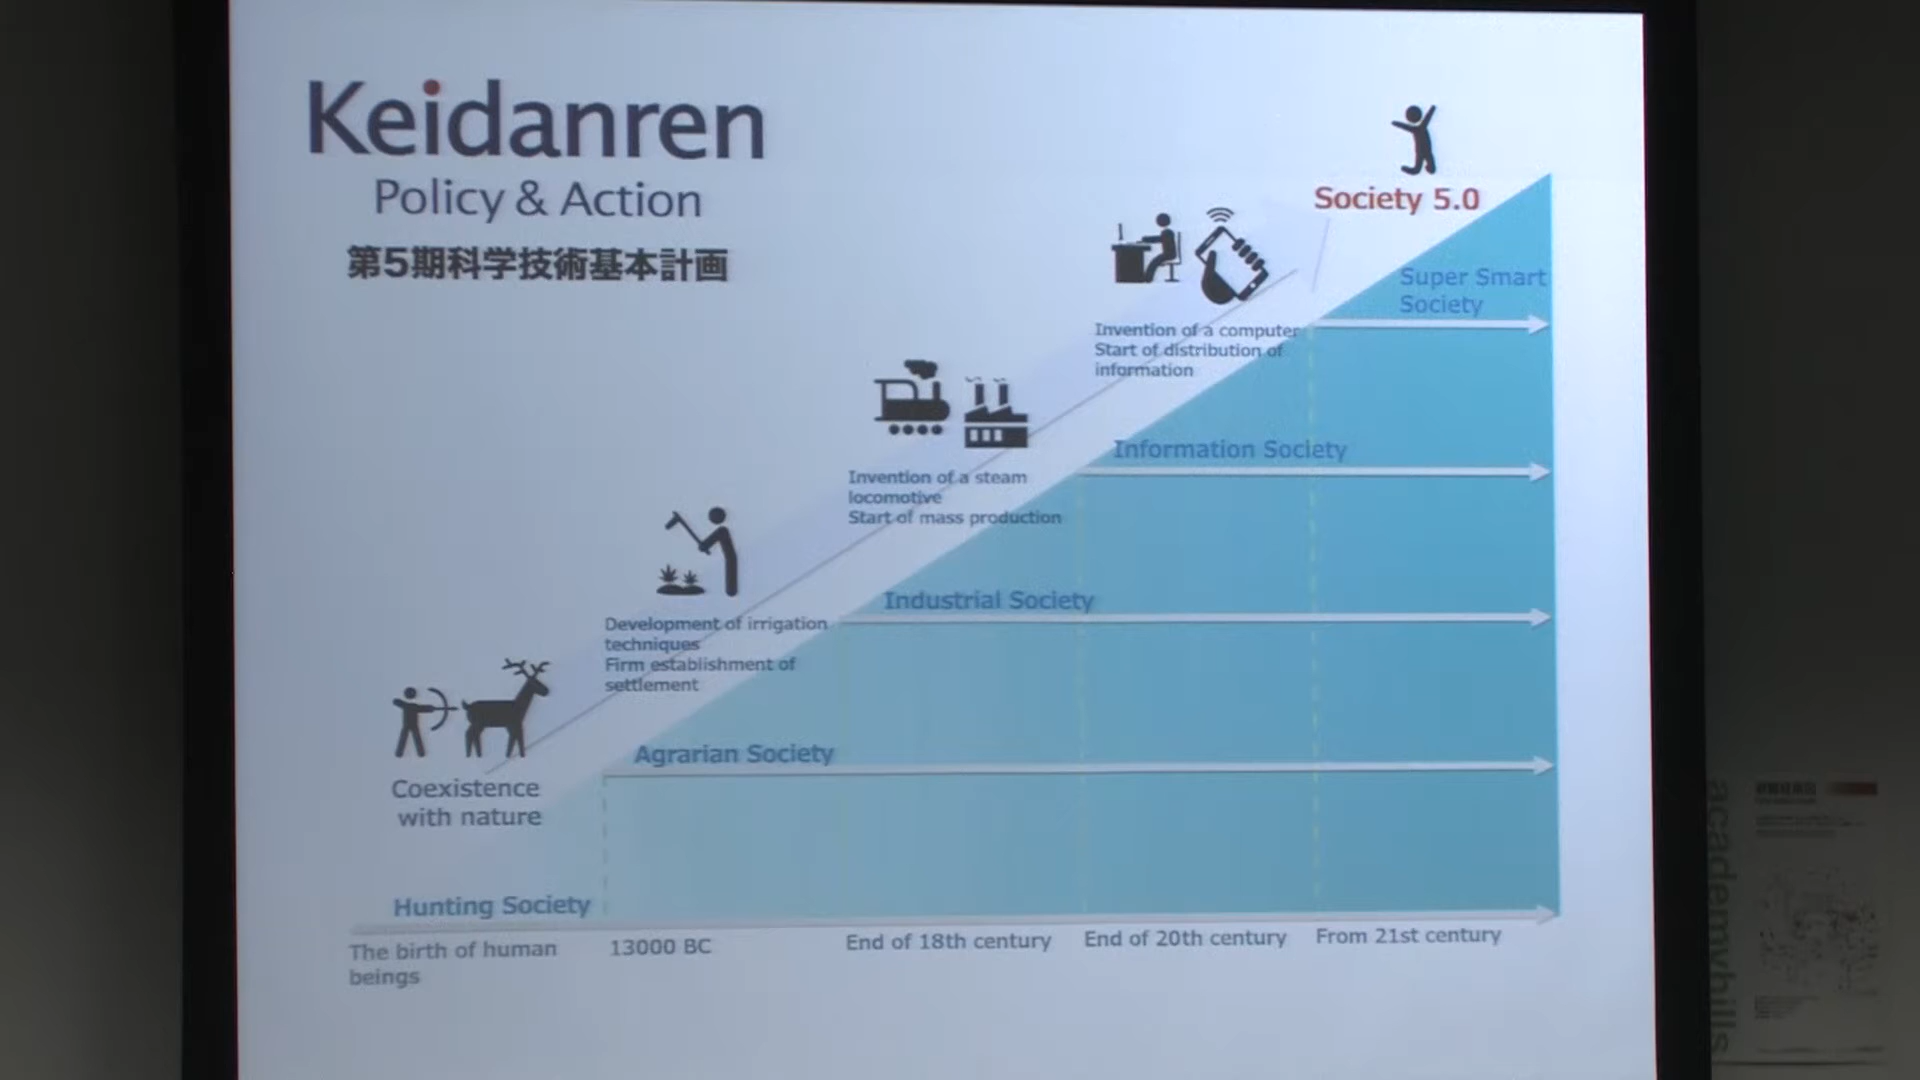 Keidanren
Policy & Action
第5期科学技術基本計画
Society 5.0
Super Smart
Society
Invention of a computer
Start of distribution of
information
Information Society
Invention of a steam
locomotive
Start of mass production
Industrial Society
Development of irrigation
techniques
Firm establishment of
settlement
Agrarian Society
Coexistence
with nature
Hunting Society
The birth of human
beings
13000 BC
End of 18th century
End of 20th century
From 21st century
academyhills